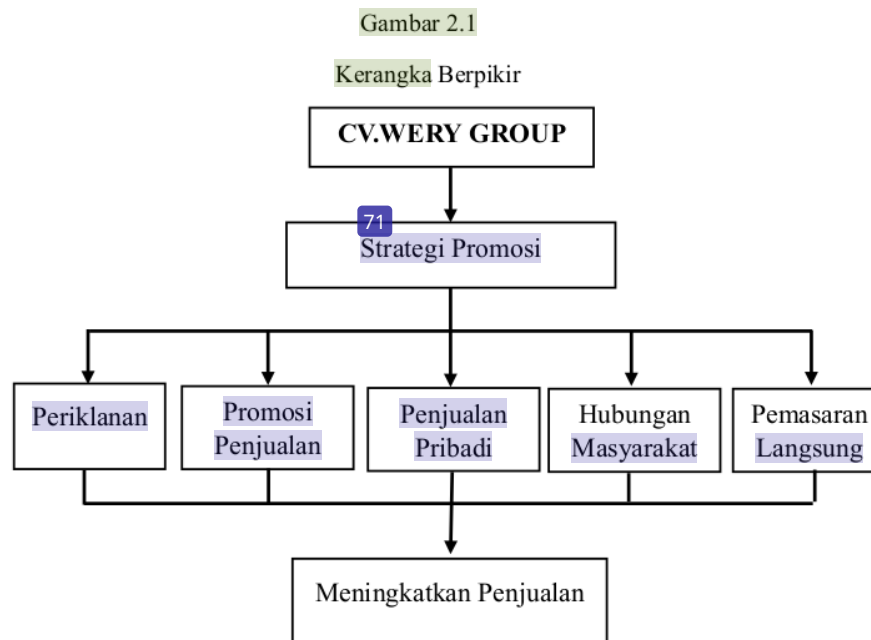 Gambar 2.1
Kerangka Berpikir
CV.WERY GROUP
71
Strategi Promosi
Periklanan
Promosi
Penjualan
Penjualan
Pribadi
Hubungan
Masyarakat
Pemasaran
Langsung
Meningkatkan Penjualan